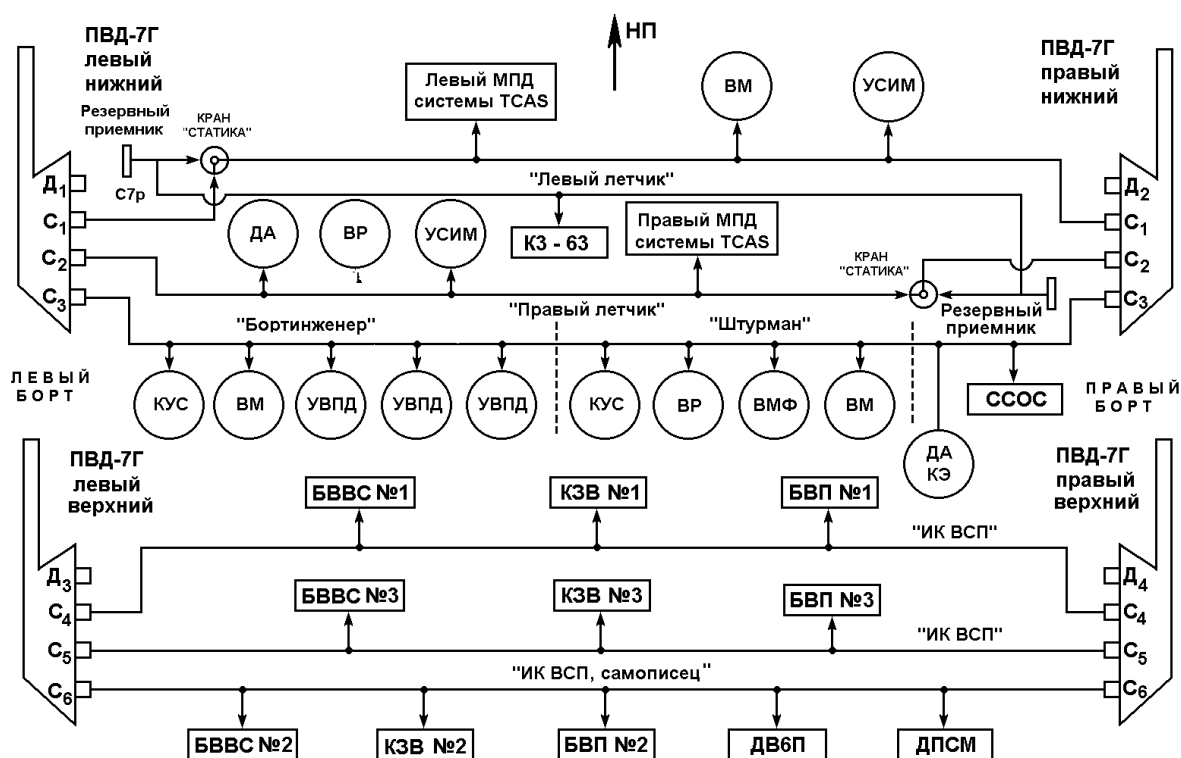 ПВД-7Г
левый
нижний
НП
ПВД-7Г
правый
нижний
Резервный
приемник
КРАН
"СТАТИКА"
Левый МПД
системы TCAS
ВМ
УСИМ
С7р
"Левый летчик"
Д1
С1
С2
С3
Д2
С1
С2
С3
ДА
ВР
УСИМ
КЗ - 63
Правый МПД
системы TCAS
КРАН
"СТАТИКА"
"Правый летчик"
Резервный
приемник
"Бортинженер"
"Штурман"
ЛЕВЫЙ
БОРТ
КУС
ВМ
УВПД
УВПД
УВПД
КУС
ВР
ВМФ
ВМ
ССОС
ПРАВЫЙ
БОРТ
ДА
КЭ
ПВД-7Г
левый
верхний
ПВД-7Г
правый
верхний
БВВС №1
КЗВ №1
БВП №1
"ИК ВСП"
Д3
С4
С5
С6
Д4
С4
С5
С6
БВВС №3
КЗВ №3
БВП №3
"ИК ВСП"
"ИК ВСП, самописец"
БВВС №2
КЗВ №2
БВП №2
ДВ6П
ДПСМ